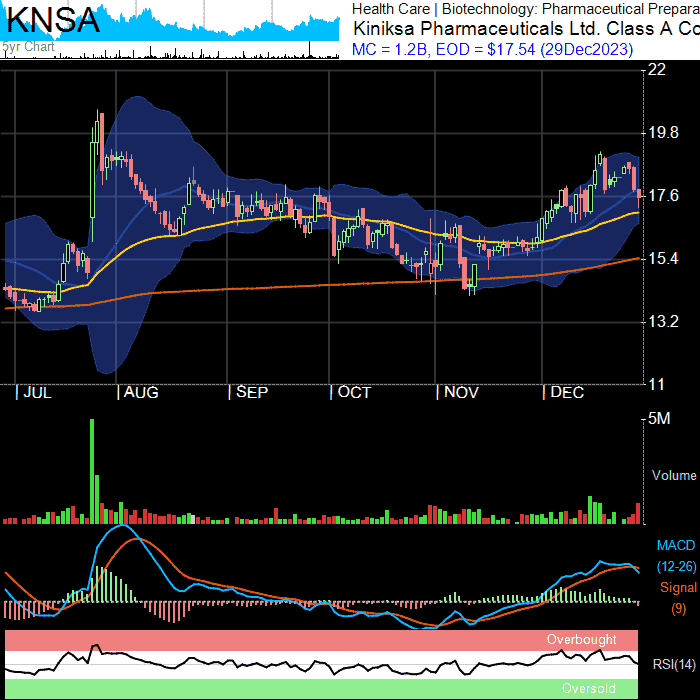 KNSA
5yr Chart
Health Care | Biotechnology: Pharmaceutical Prepara
Kiniksa Pharmaceuticals Ltd. Class A Co
MC = 1.2B, EOD = $17.54 (29Dec2023)
22
19.8
17.6
15.4
13.2
11
| JUL | AUG | SEP | OCT | NOV | DEC
5M
Volume
MACD
(12-26)
Signal
(9)
Overbought
RSI(14)
Oversold